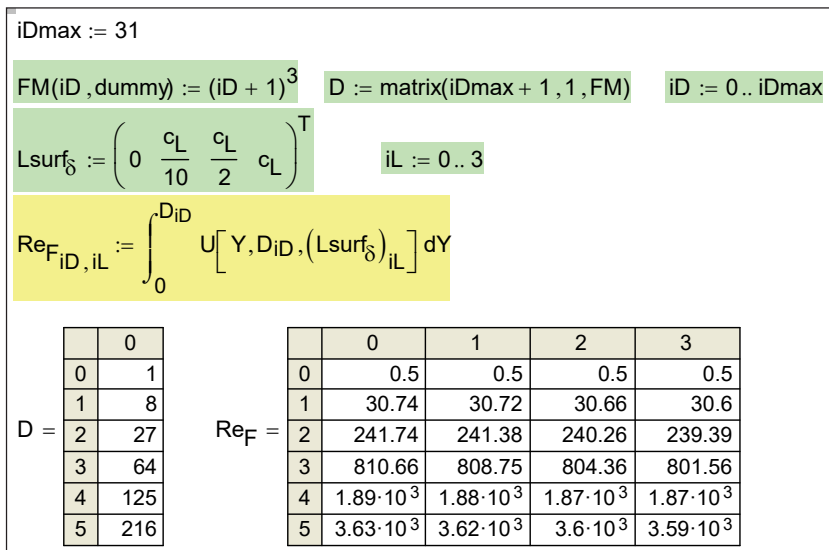 iDmax := 31
FM(iD , dummy) := (iD + 1)^3 D := matrix(iDmax + 1 , 1 , FM) iD := 0 .. iDmax
Lsurf_δ := ( 0 c_L/10 c_L/2 c_L )^T iL := 0 .. 3
Re_F_iD , iL := ∫_0^D_iD U[ Y , D_iD , (Lsurf_δ)_iL ] dY
0 0 1 2 3
0 1 0 0.5 0.5 0.5 0.5
1 8 1 30.74 30.72 30.66 30.6
D = 2 27 Re_F = 2 241.74 241.38 240.26 239.39
3 64 3 810.66 808.75 804.36 801.56
4 125 4 1.89·10^3 1.88·10^3 1.87·10^3 1.87·10^3
5 216 5 3.63·10^3 3.62·10^3 3.6·10^3 3.59·10^3